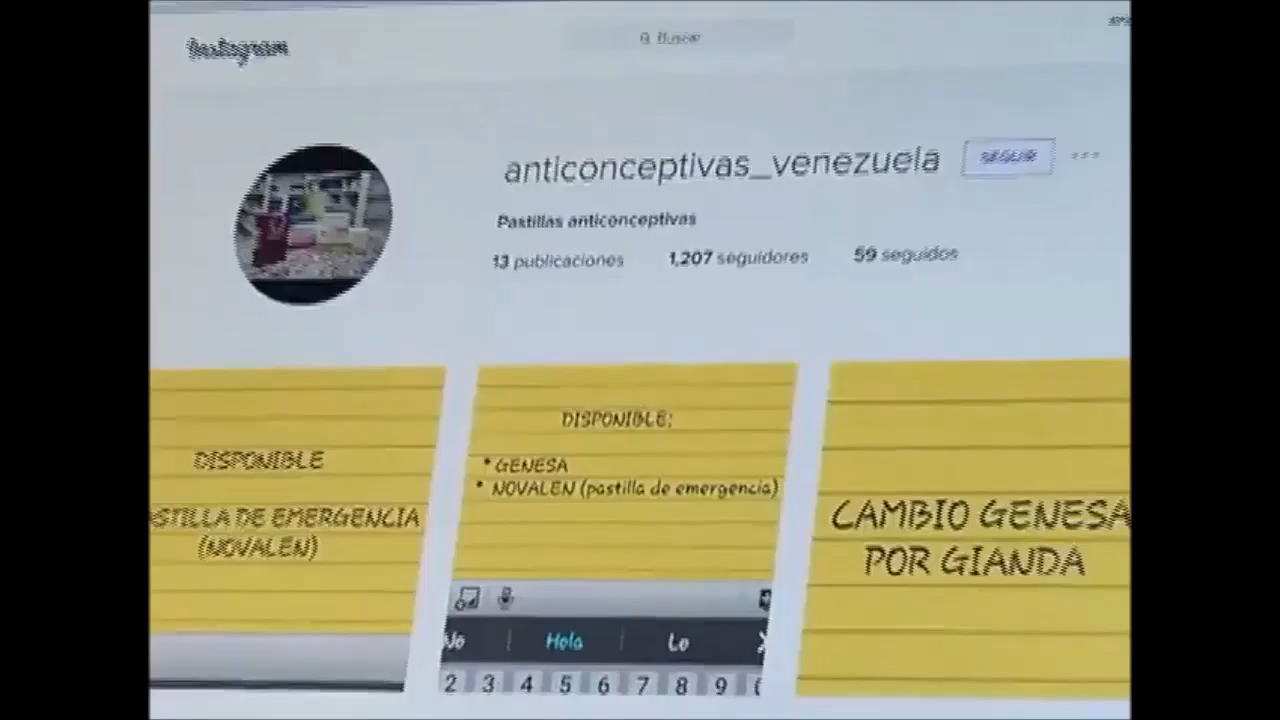 Instagram
Buscar
anticonceptivas_venezuela
SEGUIR
Pastillas anticonceptivas
13 publicaciones 1,207 seguidores 59 seguidos
DISPONIBLE
STILLA DE EMERGENCIA
(NOVALEN)
DISPONIBLE:
* GENESA
* NOVALEN (pastilla de emergencia)
No Hola Lo
2 3 4 5 6 7 8 9
CAMBIO GENESA
POR GIANDA